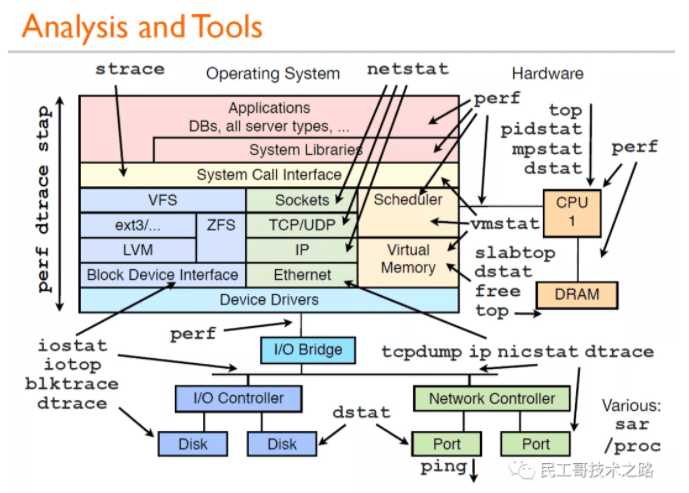 Analysis and Tools
strace
Operating System
netstat
Hardware
perf dtrace stap
Applications
DBs, all server types, ...
System Libraries
System Call Interface
perf
top
pidstat
mpstat
dstat
perf
VFS
Sockets
Scheduler
CPU
1
ext3/...
ZFS
TCP/UDP
vmstat
LVM
IP
Virtual
Memory
slabtop
dstat
free
top
Block Device Interface
Ethernet
DRAM
Device Drivers
perf
I/O Bridge
iostat
iotop
blktrace
dtrace
tcpdump ip nicstat dtrace
I/O Controller
Network Controller
Various:
sar
/proc
Disk
Disk
dstat
Port
Port
ping
民工哥技术之路